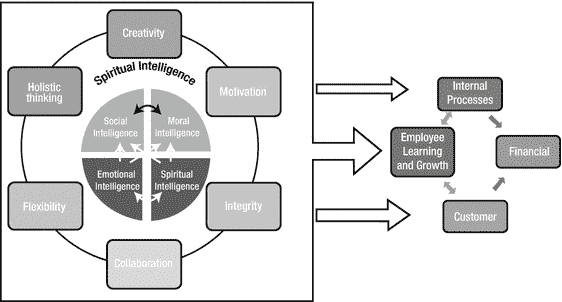 Creativity
Spiritual Intelligence
Holistic
thinking
Motivation
Social
Intelligence
Moral
Intelligence
Emotional
Intelligence
Spiritual
Intelligence
Flexibility
Integrity
Collaboration
Internal
Processes
Employee
Learning
and Growth
Financial
Customer